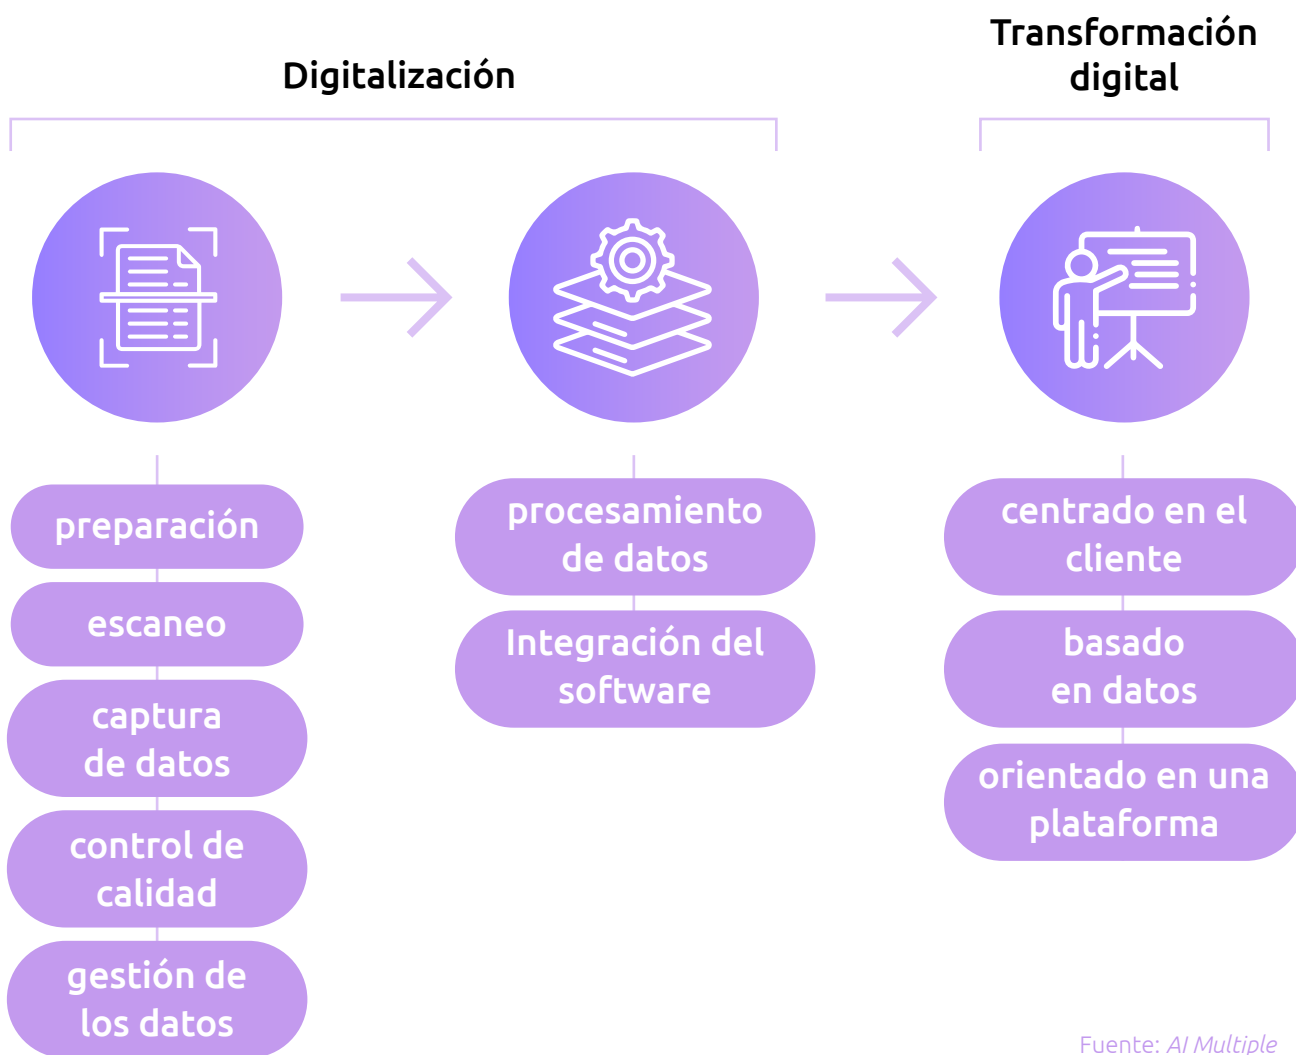 Digitalización
Transformación
digital
preparación
escaneo
captura
de datos
control de
calidad
gestión de
los datos
procesamiento
de datos
Integración del
software
centrado en el
cliente
basado
en datos
orientado en una
plataforma
Fuente: AI Multiple